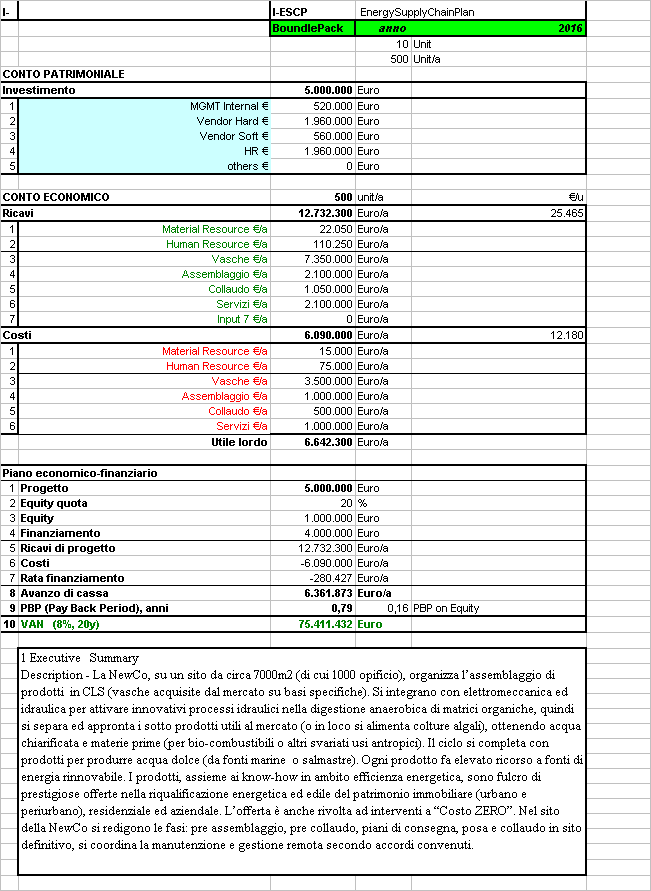 I- I-ESCP EnergySupplyChainPlan
BoundlePack anno 2016
10 Unit
500 Unit/a
CONTO PATRIMONIALE
Investimento 5.000.000 Euro
1 MGMT Internal € 520.000 Euro
2 Vendor Hard € 1.960.000 Euro
3 Vendor Soft € 560.000 Euro
4 HR € 1.960.000 Euro
5 others € 0 Euro
CONTO ECONOMICO 500 unit/a €/u
Ricavi 12.732.300 Euro/a 25.465
1 Material Resource €/a 22.050 Euro/a
2 Human Resource €/a 110.250 Euro/a
3 Vasche €/a 7.350.000 Euro/a
4 Assemblaggio €/a 2.100.000 Euro/a
5 Collaudo €/a 1.050.000 Euro/a
6 Servizi €/a 2.100.000 Euro/a
7 Input 7 €/a 0 Euro/a
Costi 6.090.000 Euro/a 12.180
1 Material Resource €/a 15.000 Euro/a
2 Human Resource €/a 75.000 Euro/a
3 Vasche €/a 3.500.000 Euro/a
4 Assemblaggio €/a 1.000.000 Euro/a
5 Collaudo €/a 500.000 Euro/a
6 Servizi €/a 1.000.000 Euro/a
Utile lordo 6.642.300 Euro/a
Piano economico-finanziario
1 Progetto 5.000.000 Euro
2 Equity quota 20 %
3 Equity 1.000.000 Euro
4 Finanziamento 4.000.000 Euro
5 Ricavi di progetto 12.732.300 Euro/a
6 Costi -6.090.000 Euro/a
7 Rata finanziamento -280.427 Euro/a
8 Avanzo di cassa 6.361.873 Euro/a
9 PBP (Pay Back Period), anni 0,79 0,16 PBP on Equity
10 VAN (8%, 20y) 75.411.432 Euro
1 Executive Summary
Description - La NewCo, su un sito da circa 7000m2 (di cui 1000 opificio), organizza l’assemblaggio di
prodotti in CLS (vasche acquisite dal mercato su basi specifiche). Si integrano con elettromeccanica ed
idraulica per attivare innovativi processi idraulici nella digestione anaerobica di matrici organiche, quindi
si separa ed appronta i sotto prodotti utili al mercato (o in loco si alimenta colture algali), ottenendo acqua
chiarificata e materie prime (per bio-combustibili o altri svariati usi antropici). Il ciclo si completa con
prodotti per produrre acqua dolce (da fonti marine o salmastre). Ogni prodotto fa elevato ricorso a fonti di
energia rinnovabile. I prodotti, assieme ai know-how in ambito efficienza energetica, sono fulcro di
prestigiose offerte nella riqualificazione energetica ed edile del patrimonio immobiliare (urbano e
periurbano), residenziale ed aziendale. L’offerta è anche rivolta ad interventi a “Costo ZERO”. Nel sito
della NewCo si redigono le fasi: pre assemblaggio, pre collaudo, piani di consegna, posa e collaudo in sito
definitivo, si coordina la manutenzione e gestione remota secondo accordi convenuti.